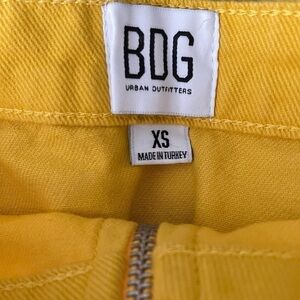 BDG
URBAN OUTFITTERS
XS
MADE IN TURKEY